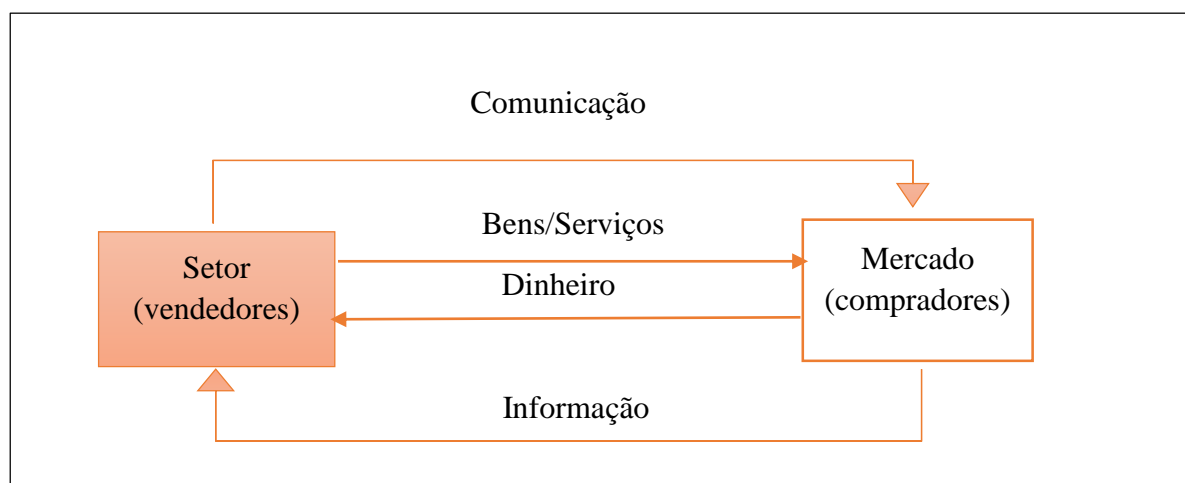 Comunicação
Bens/Serviços
Setor
(vendedores)
Mercado
(compradores)
Dinheiro
Informação